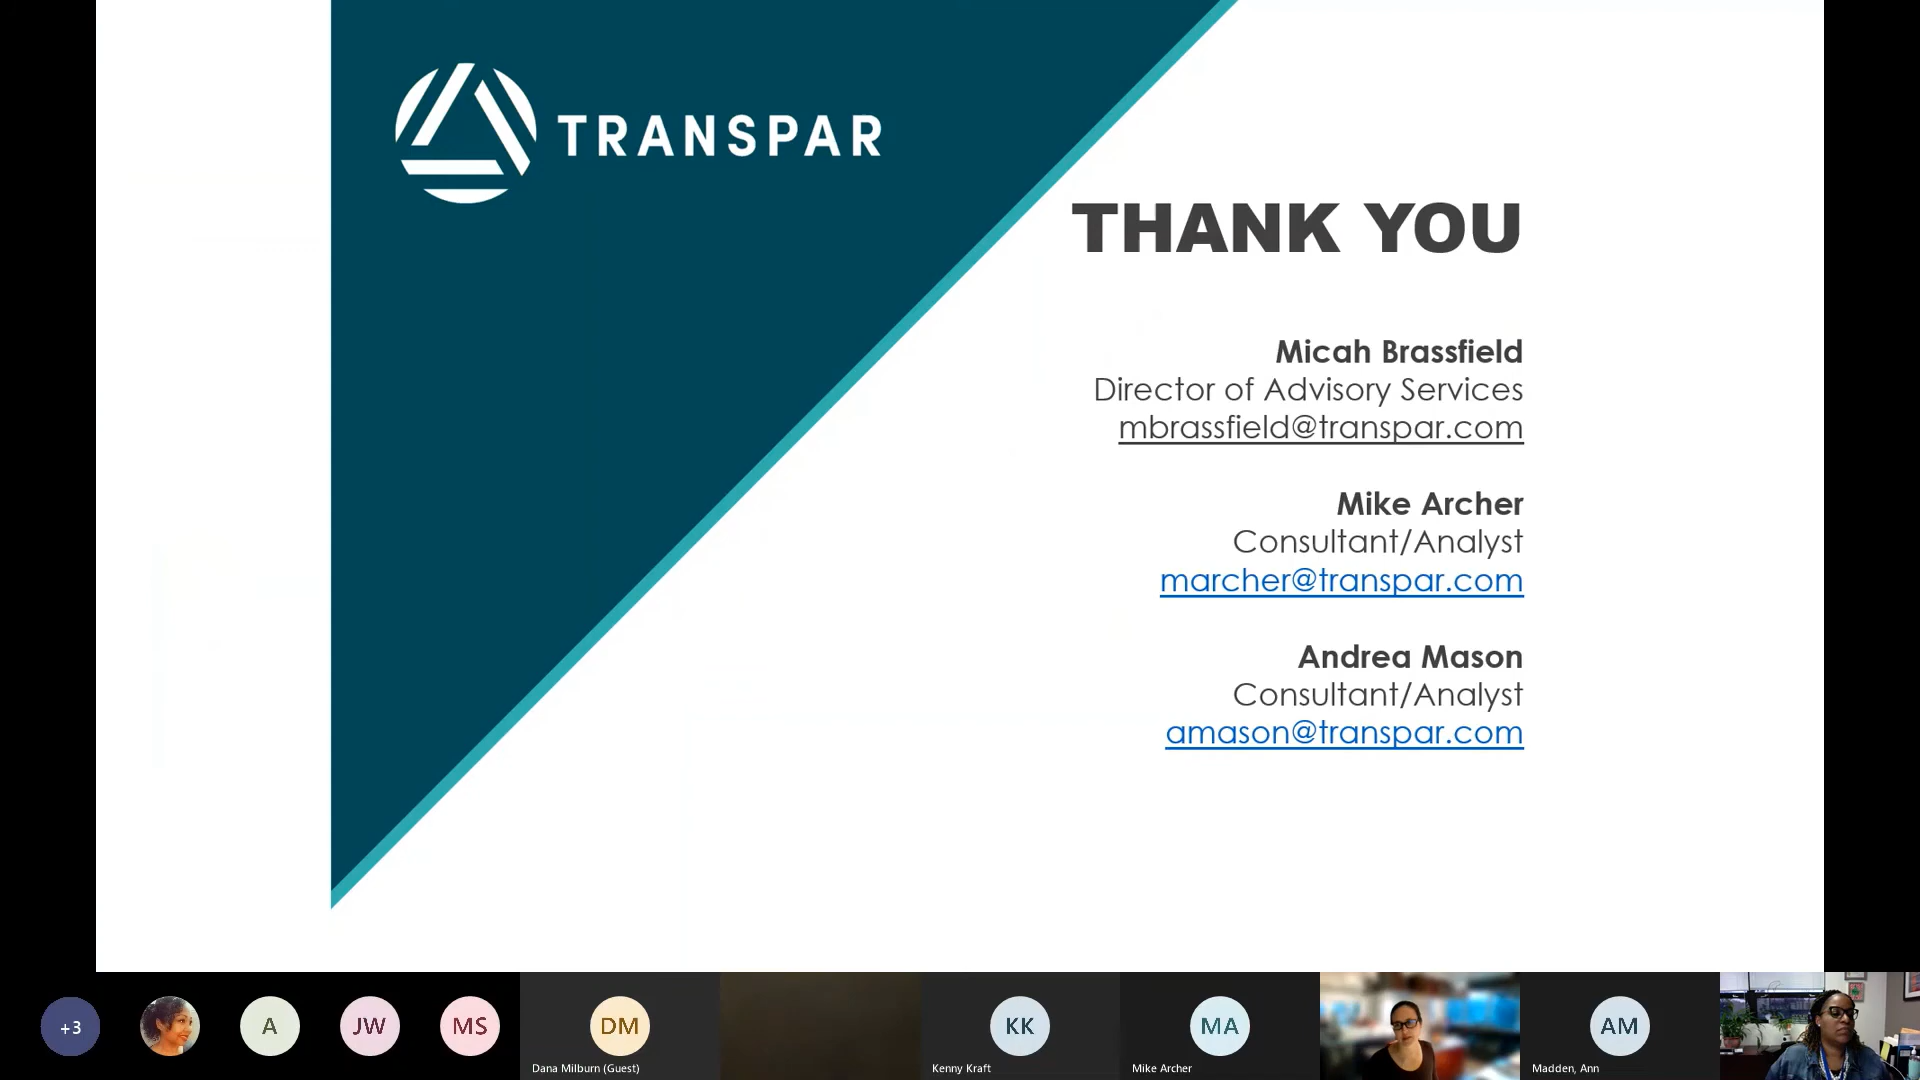 TRANSPAR
THANK YOU
Micah Brassfield
Director of Advisory Services
mbrassfield@transpar.com
Mike Archer
Consultant/Analyst
marcher@transpar.com
Andrea Mason
Consultant/Analyst
amason@transpar.com
+3
A
JW
MS
DM
KK
MA
AM
Dana Milburn (Guest)
Kenny Kraft
Mike Archer
Madden, Ann